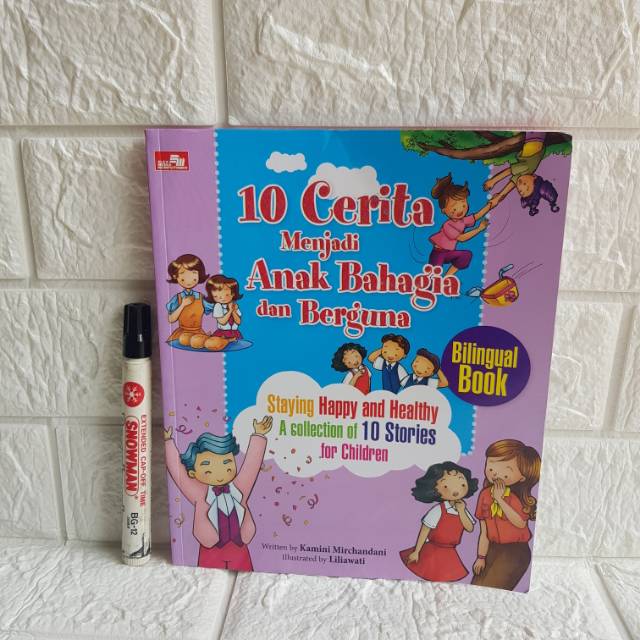 10 Cerita
Menjadi
Anak Bahagia
dan Berguna
Bilingual
Book
Staying Happy and Healthy
A collection of 10 Stories
for Children
Written by Kamini Mirchandani
Illustrated by Liliawati
EXTENDED CAP-OFF TIME
SNOWMAN
BG-12